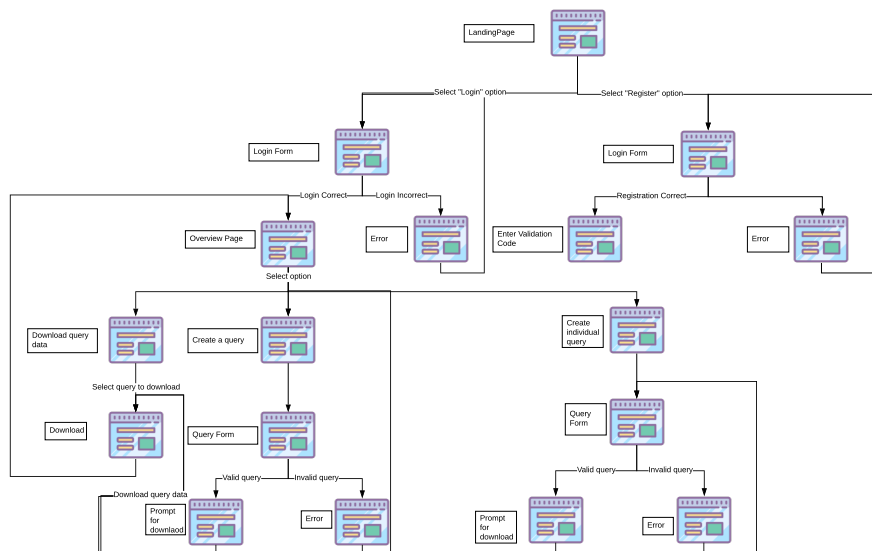 LandingPage
Select "Login" option
Select "Register" option
Login Form
Login Form
Login Correct
Login Incorrect
Registration Correct
Overview Page
Error
Enter Validation
Code
Error
Select option
Download query
data
Create a query
Create
individual
query
Select query to download
Download
Query Form
Query
Form
Valid query
Invalid query
Valid query
Invalid query
Download query data
Prompt
for
downlaod
Error
Prompt
for
download
Error